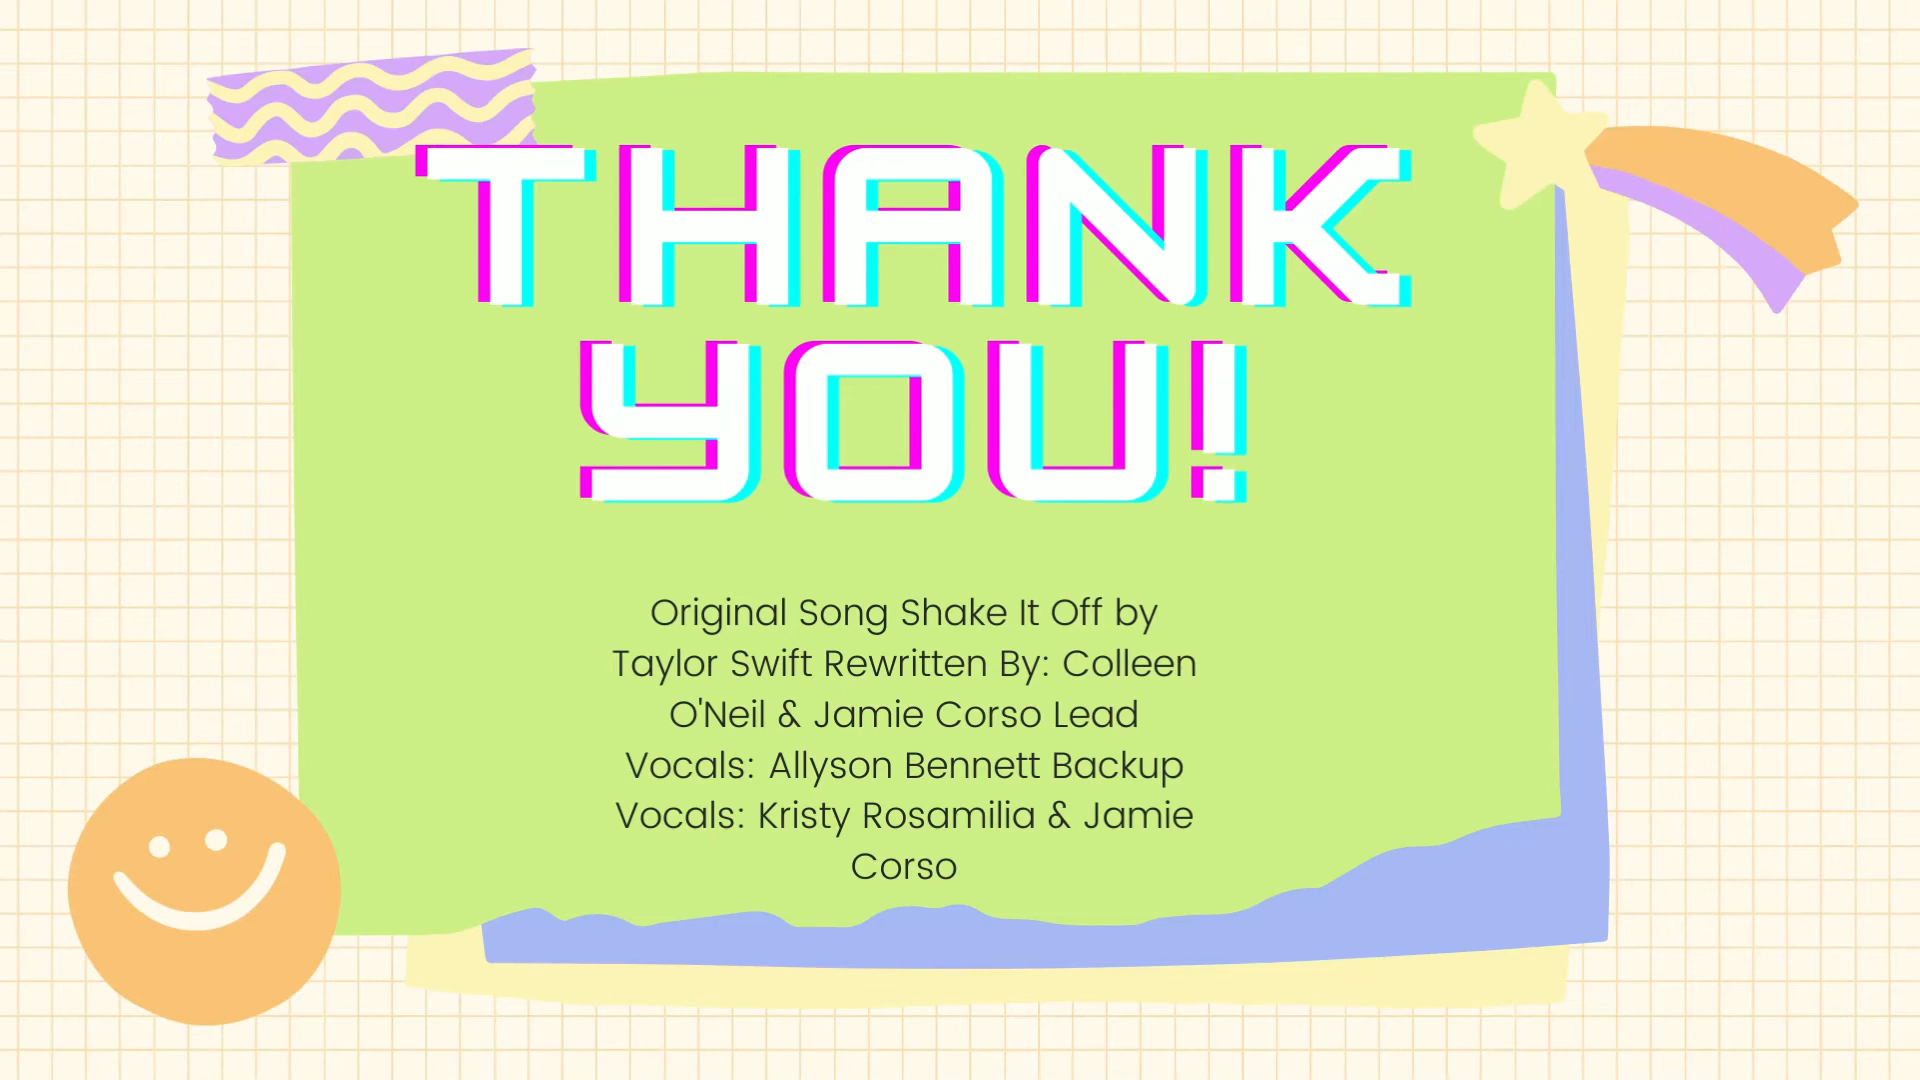 THANK
YOU!
Original Song Shake It Off by
Taylor Swift Rewritten By: Colleen
O'Neil & Jamie Corso Lead
Vocals: Allyson Bennett Backup
Vocals: Kristy Rosamilia & Jamie
Corso